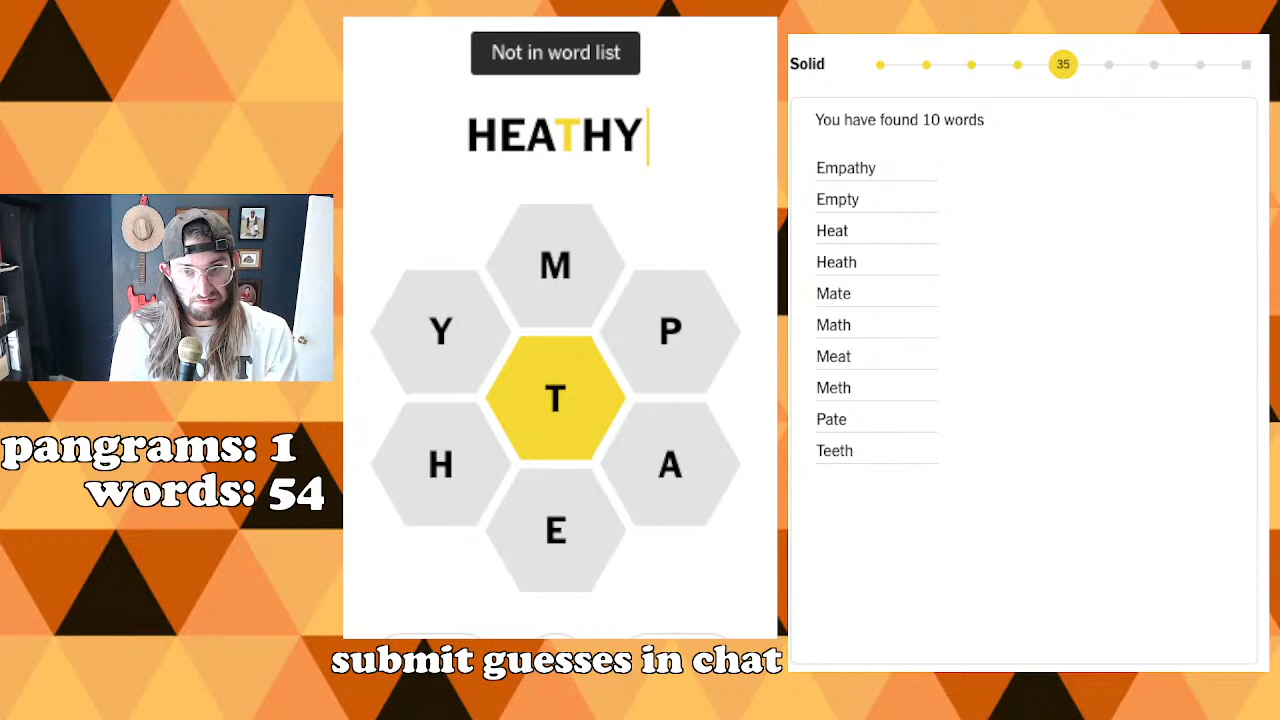 Not in word list
HEATHY
M
Y
P
T
H
A
E
pangrams: 1
words: 54
submit guesses in chat
Solid
35
You have found 10 words
Empathy
Empty
Heat
Heath
Mate
Math
Meat
Meth
Pate
Teeth